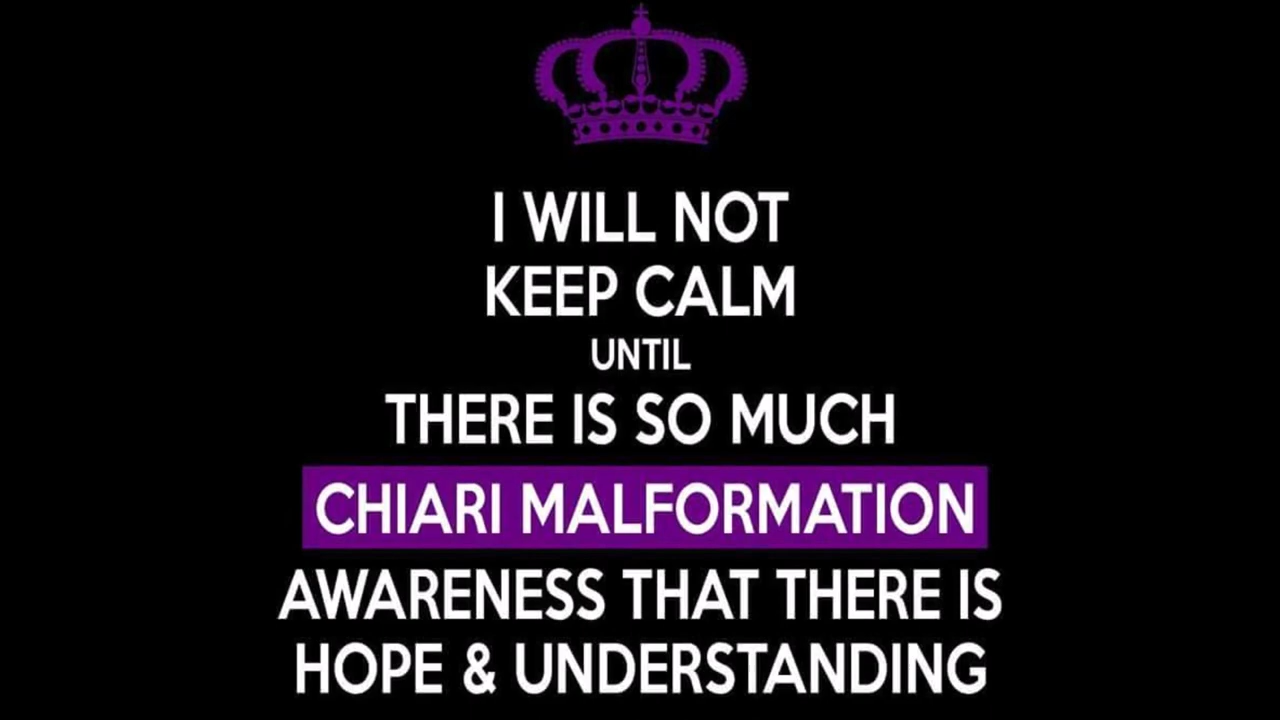 I WILL NOT
KEEP CALM
UNTIL
THERE IS SO MUCH
CHIARI MALFORMATION
AWARENESS THAT THERE IS
HOPE & UNDERSTANDING